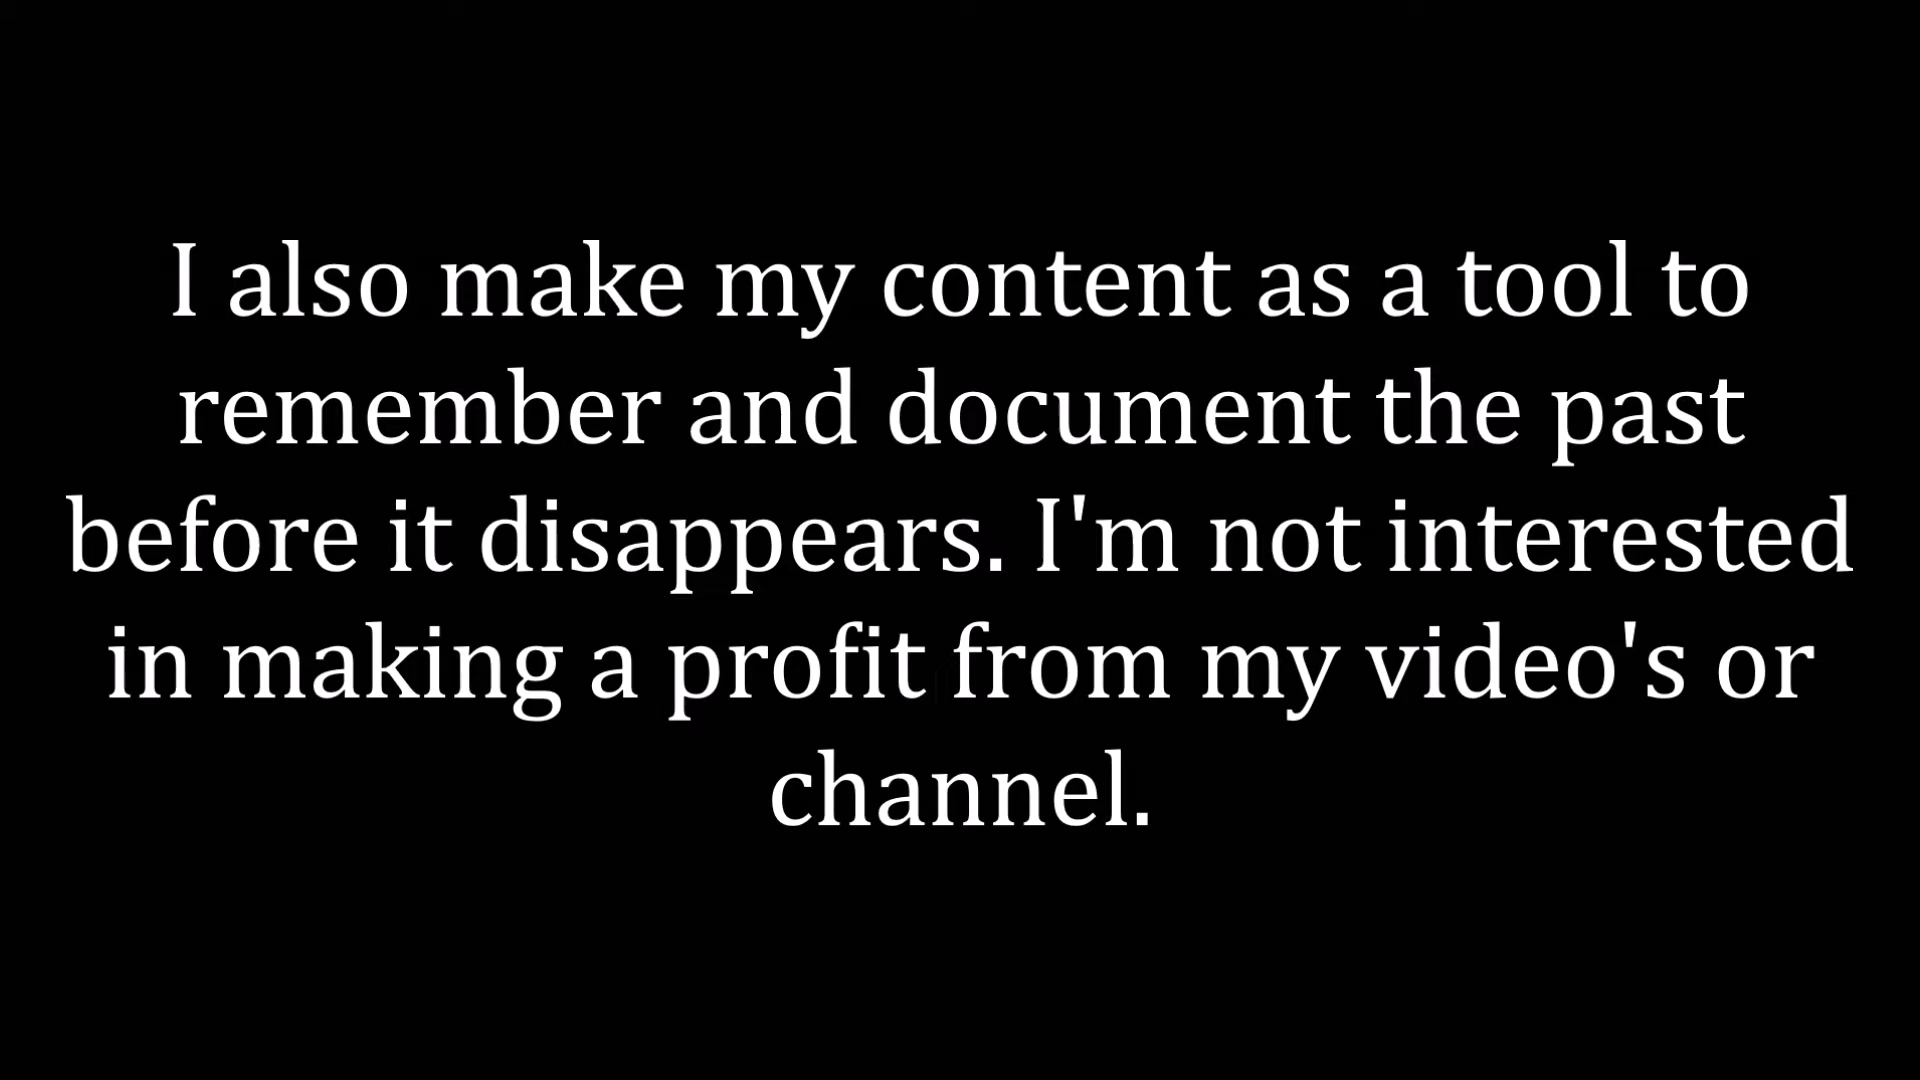 I also make my content as a tool to
remember and document the past
before it disappears. I'm not interested
in making a profit from my video's or
channel.